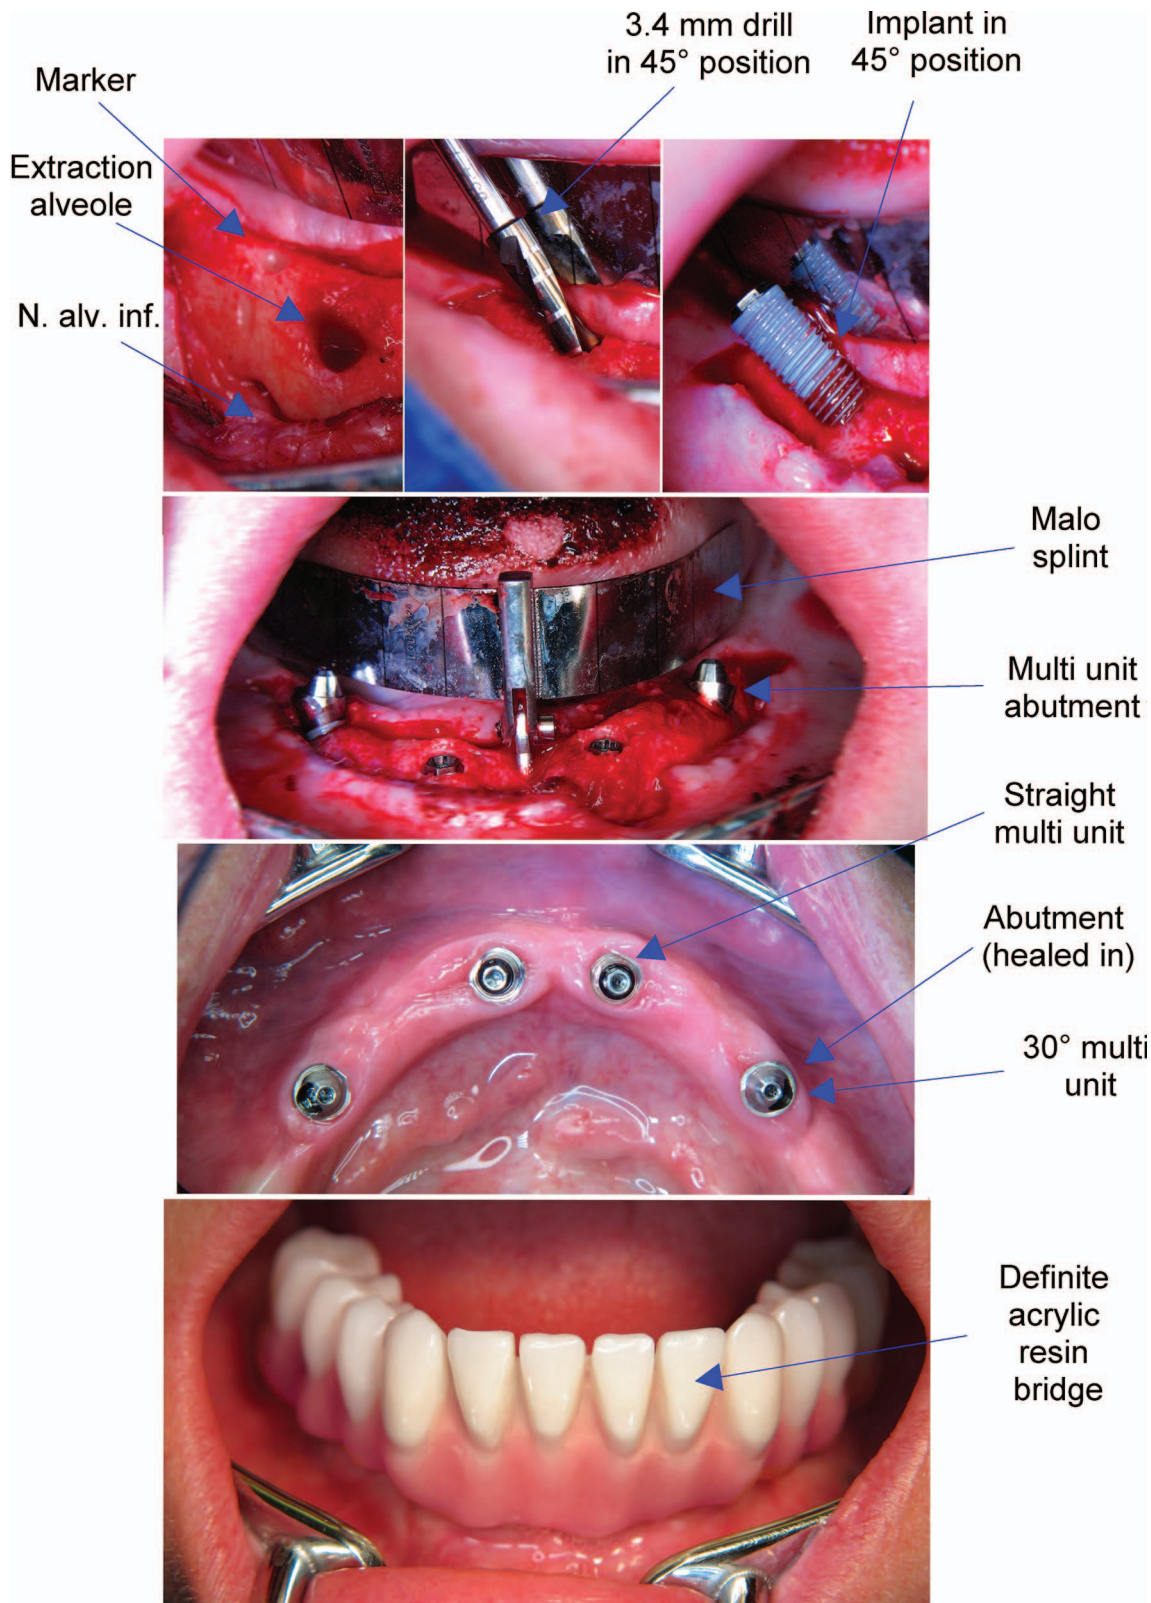 3.4 mm drill
in 45° position
Implant in
45° position
Marker
Extraction
alveole
N. alv. inf.
Malo
splint
Multi unit
abutment
Straight
multi unit
Abutment
(healed in)
30° multi
unit
Definite
acrylic
resin
bridge